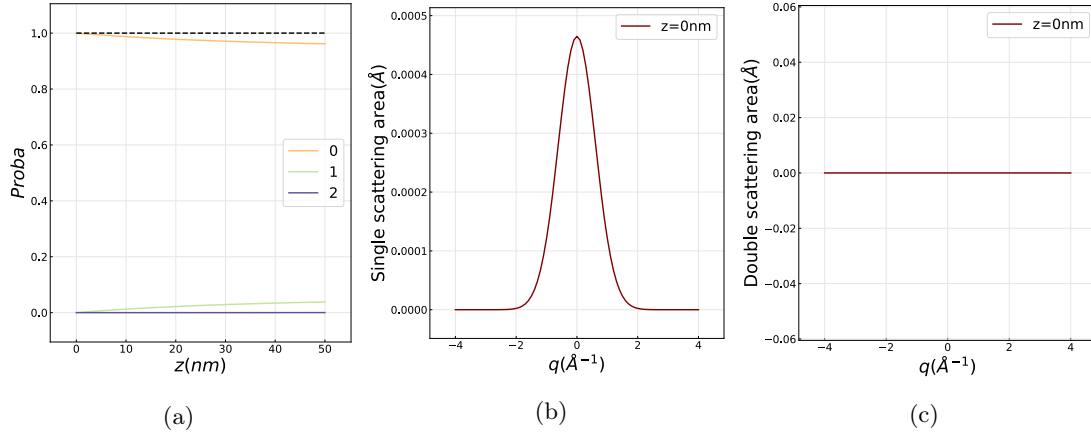 Proba
1.0
0.8
0.6
0.4
0.2
0.0
0
1
2
0 10 20 30 40 50
z(nm)
(a)
Single scattering area(Å)
0.0005
0.0004
0.0003
0.0002
0.0001
0.0000
z=0nm
−4 −2 0 2 4
q(Å⁻¹)
(b)
Double scattering area(Å)
0.06
0.04
0.02
0.00
−0.02
−0.04
−0.06
z=0nm
−4 −2 0 2 4
q(Å⁻¹)
(c)